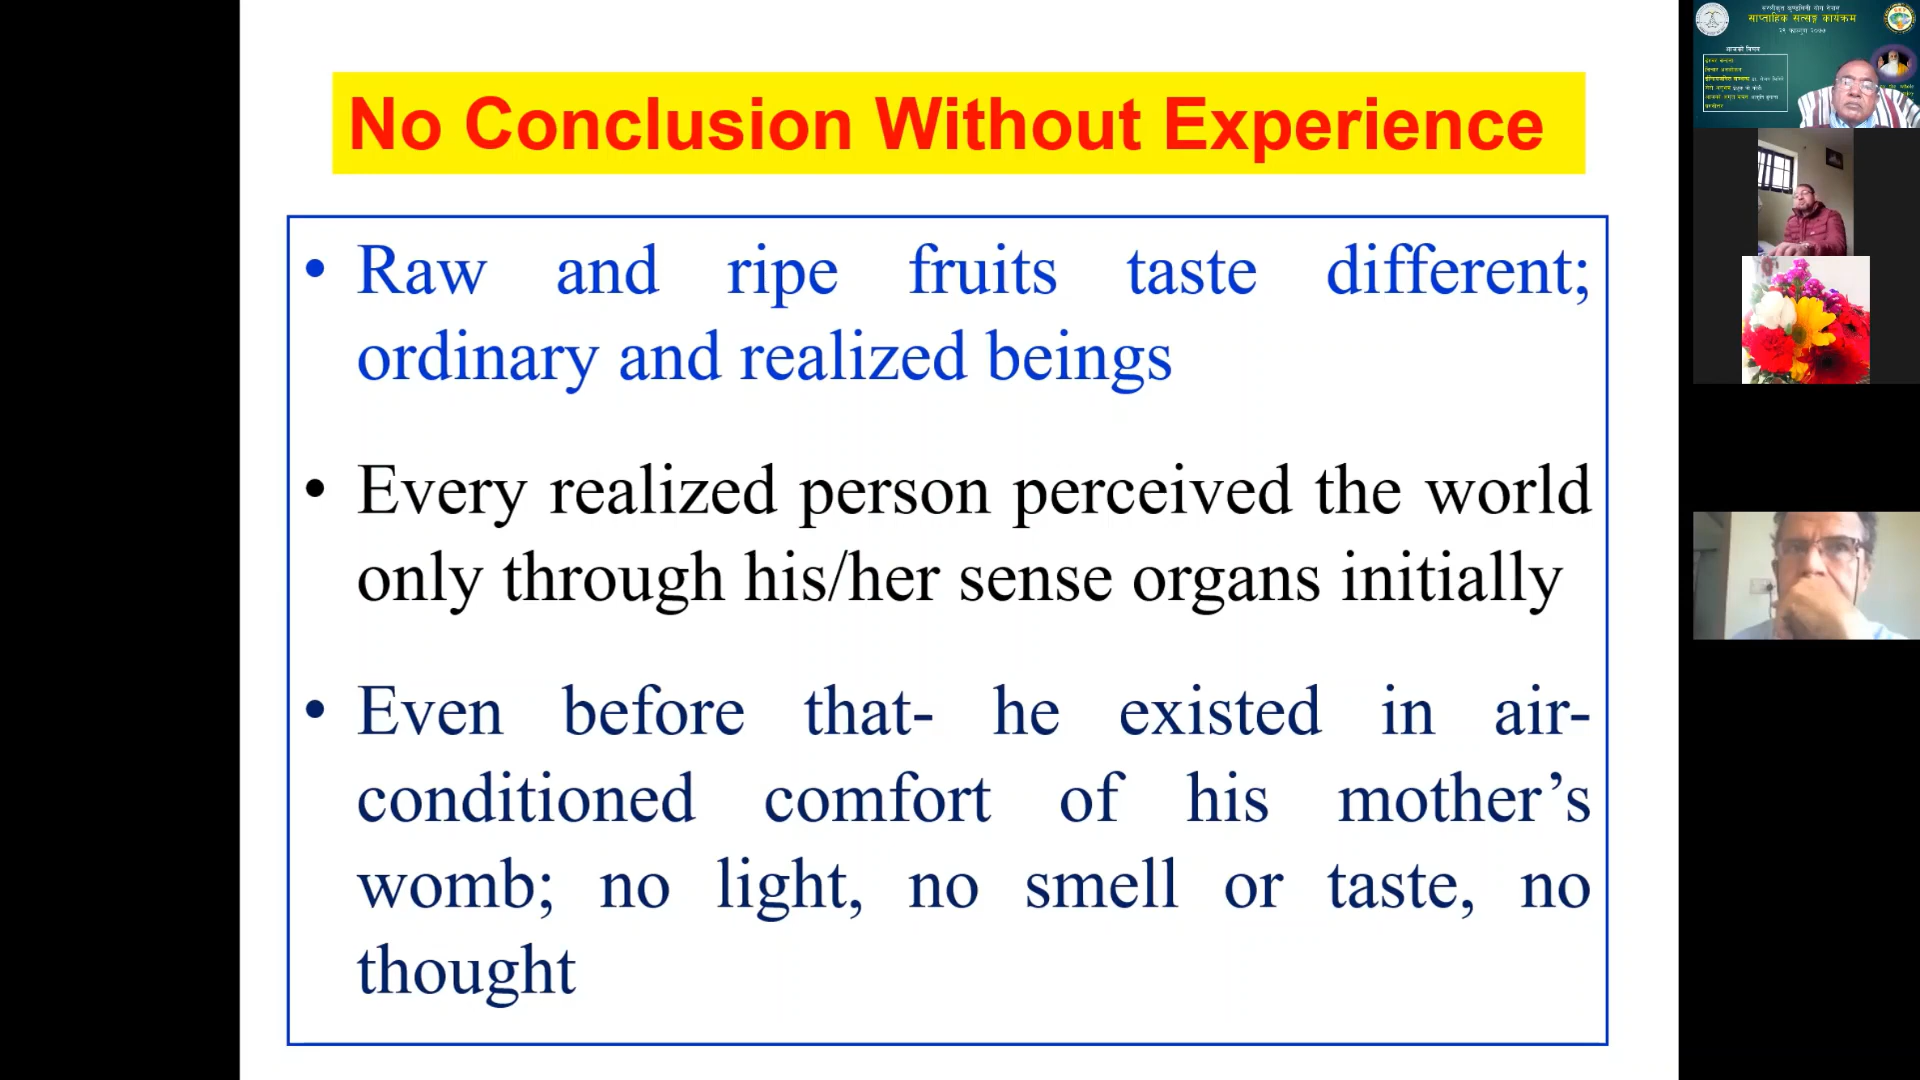 No Conclusion Without Experience
• Raw and ripe fruits taste different;
ordinary and realized beings
• Every realized person perceived the world
only through his/her sense organs initially
• Even before that- he existed in air-
conditioned comfort of his mother’s
womb; no light, no smell or taste, no
thought
साप्ताहिक सत्सङ्ग कार्यक्रम
आजको विषय